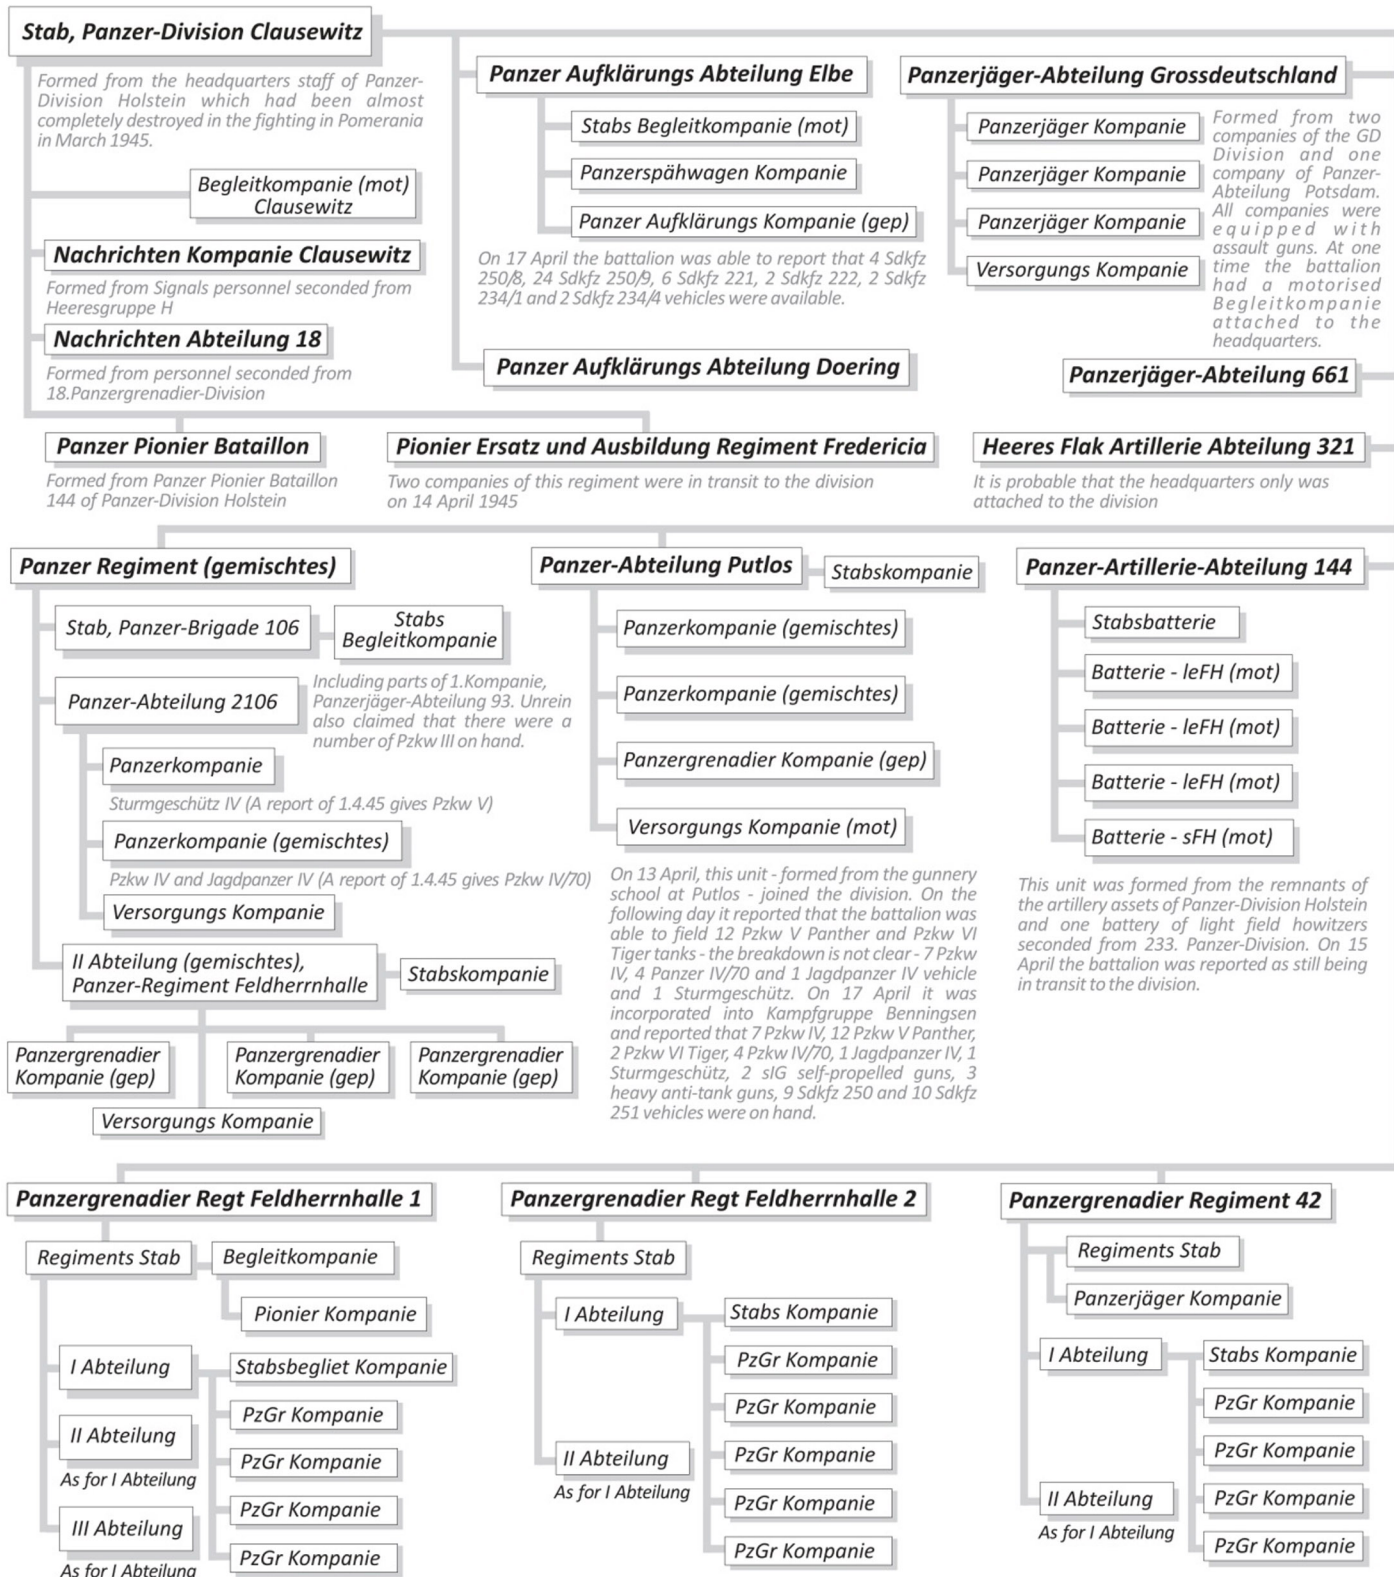 Stab, Panzer-Division Clausewitz
Formed from the headquarters staff of Panzer-
Division Holstein which had been almost
completely destroyed in the fighting in Pomerania
in March 1945.
Begleitkompanie (mot)
Clausewitz
Nachrichten Kompanie Clausewitz
Formed from Signals personnel seconded from
Heeresgruppe H
Nachrichten Abteilung 18
Formed from personnel seconded from
18.Panzergrenadier-Division
Panzer Aufklärungs Abteilung Elbe
Stabs Begleitkompanie (mot)
Panzerspähwagen Kompanie
Panzer Aufklärungs Kompanie (gep)
On 17 April the battalion was able to report that 4 Sdkfz
250/8, 24 Sdkfz 250/9, 6 Sdkfz 221, 2 Sdkfz 222, 2 Sdkfz
234/1 and 2 Sdkfz 234/4 vehicles were available.
Panzer Aufklärungs Abteilung Doering
Panzerjäger-Abteilung Grossdeutschland
Panzerjäger Kompanie
Panzerjäger Kompanie
Panzerjäger Kompanie
Versorgungs Kompanie
Formed from two
companies of the GD
Division and one
company of Panzer-
Abteilung Potsdam.
All companies were
equipped with
assault guns. At one
time the battalion
had a motorised
Begleitkompanie
attached to the
headquarters.
Panzerjäger-Abteilung 661
Panzer Pionier Bataillon
Formed from Panzer Pionier Bataillon
144 of Panzer-Division Holstein
Pionier Ersatz und Ausbildung Regiment Fredericia
Two companies of this regiment were in transit to the division
on 14 April 1945
Heeres Flak Artillerie Abteilung 321
It is probable that the headquarters only was
attached to the division
Panzer Regiment (gemischtes)
Stab, Panzer-Brigade 106
Stabs
Begleitkompanie
Panzer-Abteilung 2106
Including parts of 1.Kompanie,
Panzerjäger-Abteilung 93. Unrein
also claimed that there were a
number of Pzkw III on hand.
Panzerkompanie
Sturmgeschütz IV (A report of 1.4.45 gives Pzkw V)
Panzerkompanie (gemischtes)
Pzkw IV and Jagdpanzer IV (A report of 1.4.45 gives Pzkw IV/70)
Versorgungs Kompanie
II Abteilung (gemischtes),
Panzer-Regiment Feldherrnhalle
Stabskompanie
Panzergrenadier
Kompanie (gep)
Panzergrenadier
Kompanie (gep)
Panzergrenadier
Kompanie (gep)
Versorgungs Kompanie
Panzer-Abteilung Putlos
Stabskompanie
Panzerkompanie (gemischtes)
Panzerkompanie (gemischtes)
Panzergrenadier Kompanie (gep)
Versorgungs Kompanie (mot)
On 13 April, this unit - formed from the gunnery
school at Putlos - joined the division. On the
following day it reported that the battalion was
able to field 12 Pzkw V Panther and Pzkw VI
Tiger tanks - the breakdown is not clear - 7 Pzkw
IV, 4 Panzer IV/70 and 1 Jagdpanzer IV vehicle
and 1 Sturmgeschütz. On 17 April it was
incorporated into Kampfgruppe Benningsen
and reported that 7 Pzkw IV, 12 Pzkw V Panther,
2 Pzkw VI Tiger, 4 Pzkw IV/70, 1 Jagdpanzer IV, 1
Sturmgeschütz, 2 sIG self-propelled guns, 3
heavy anti-tank guns, 9 Sdkfz 250 and 10 Sdkfz
251 vehicles were on hand.
Panzer-Artillerie-Abteilung 144
Stabsbatterie
Batterie - leFH (mot)
Batterie - leFH (mot)
Batterie - leFH (mot)
Batterie - sFH (mot)
This unit was formed from the remnants of
the artillery assets of Panzer-Division Holstein
and one battery of light field howitzers
seconded from 233. Panzer-Division. On 15
April the battalion was reported as still being
in transit to the division.
Panzergrenadier Regt Feldherrnhalle 1
Regiments Stab
Begleitkompanie
Pionier Kompanie
I Abteilung
Stabsbegliet Kompanie
PzGr Kompanie
II Abteilung
PzGr Kompanie
As for I Abteilung
PzGr Kompanie
III Abteilung
PzGr Kompanie
As for I Abteilung
Panzergrenadier Regt Feldherrnhalle 2
Regiments Stab
I Abteilung
Stabs Kompanie
PzGr Kompanie
PzGr Kompanie
PzGr Kompanie
II Abteilung
As for I Abteilung
PzGr Kompanie
PzGr Kompanie
Panzergrenadier Regiment 42
Regiments Stab
Panzerjäger Kompanie
I Abteilung
Stabs Kompanie
PzGr Kompanie
PzGr Kompanie
II Abteilung
PzGr Kompanie
As for I Abteilung
PzGr Kompanie